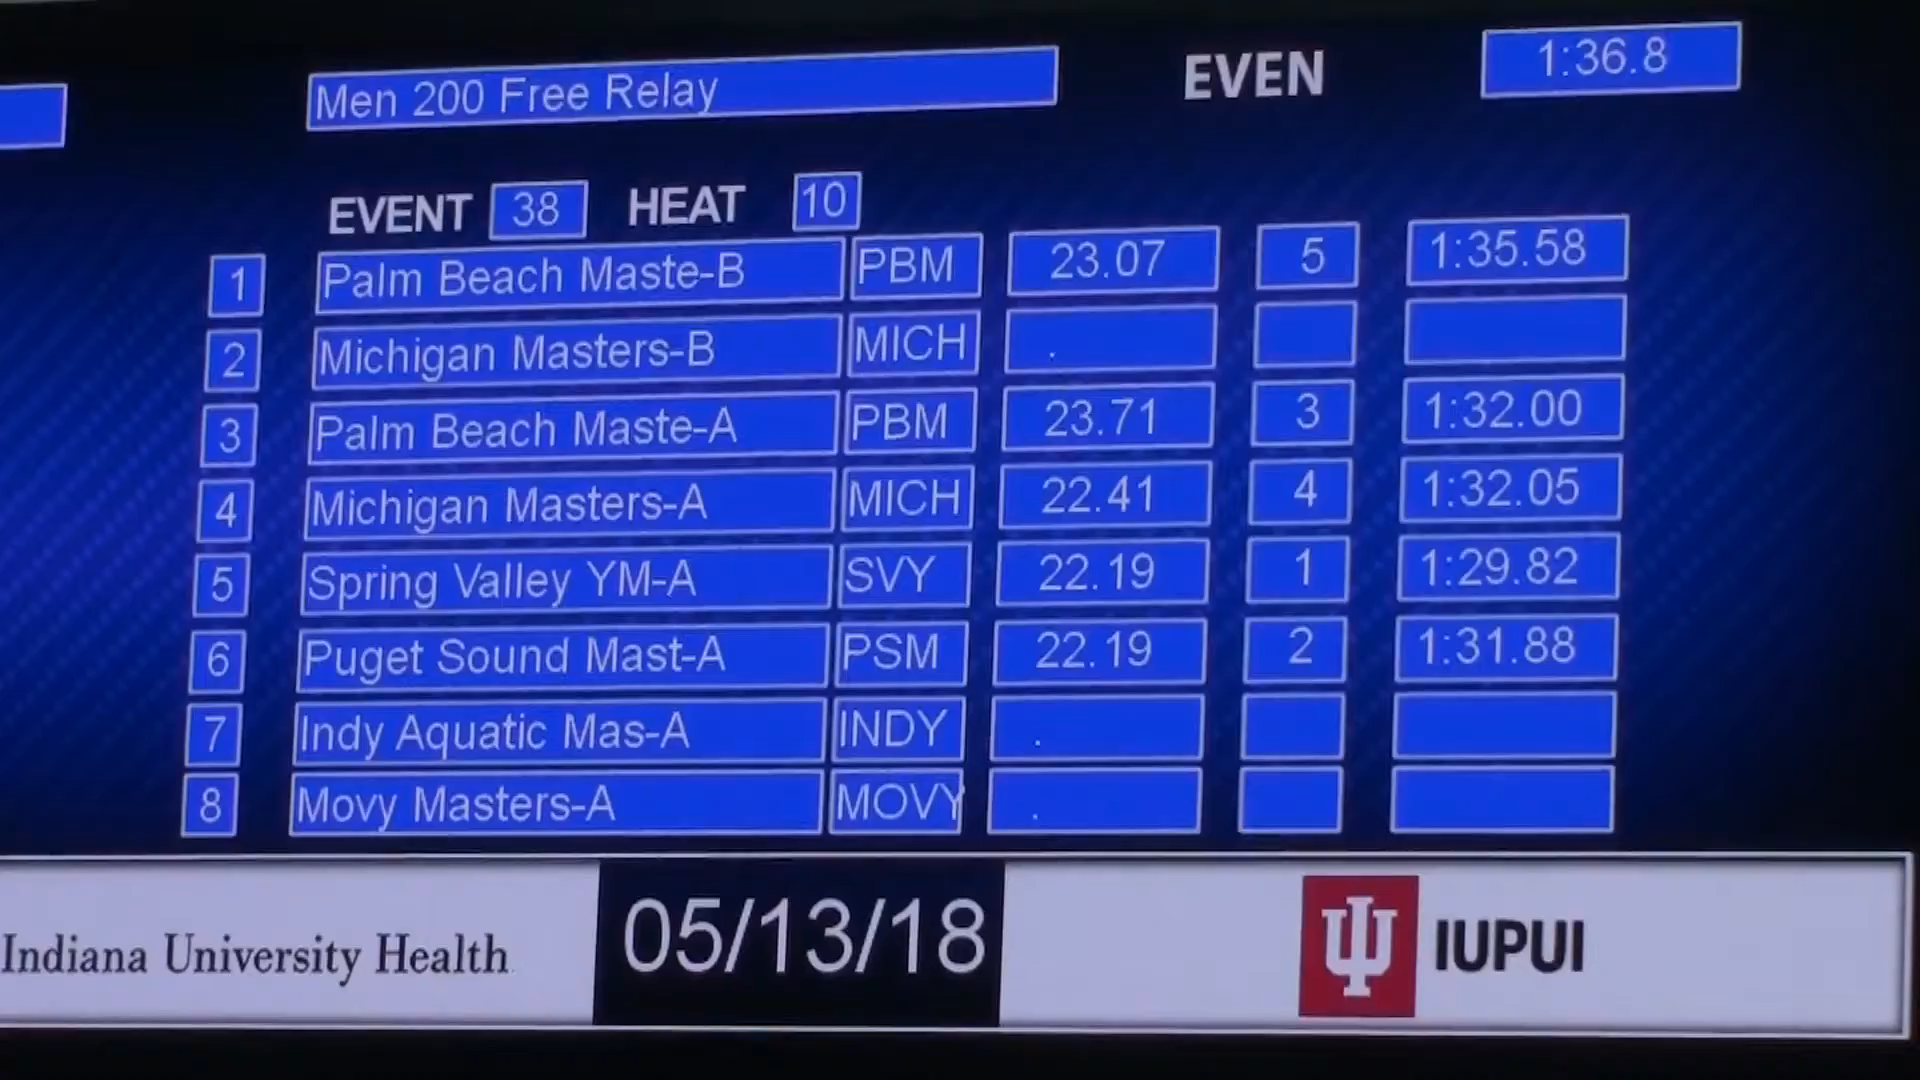 Men 200 Free Relay EVEN 1:36.8
EVENT 38 HEAT 10
1 Palm Beach Maste-B PBM 23.07 5 1:35.58
2 Michigan Masters-B MICH .
3 Palm Beach Maste-A PBM 23.71 3 1:32.00
4 Michigan Masters-A MICH 22.41 4 1:32.05
5 Spring Valley YM-A SVY 22.19 1 1:29.82
6 Puget Sound Mast-A PSM 22.19 2 1:31.88
7 Indy Aquatic Mas-A INDY .
8 Movy Masters-A MOVY .
Indiana University Health 05/13/18 IU IUPUI